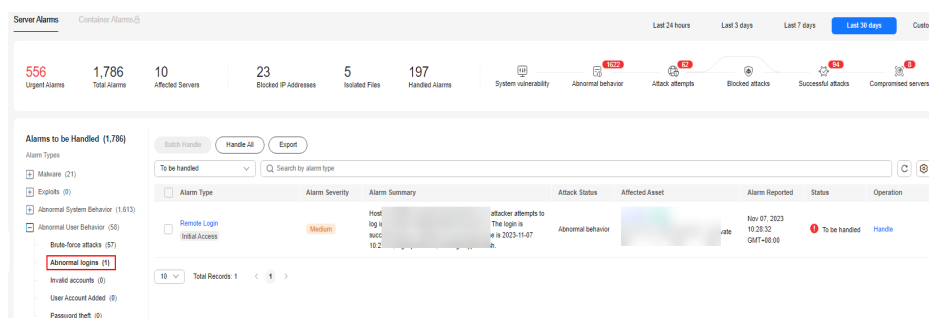 Server Alarms Container Alarms
Last 24 hours Last 3 days Last 7 days Last 30 days Custo
556 1,786 10 23 5 197
Urgent Alarms Total Alarms Affected Servers Blocked IP Addresses Isolated Files Handled Alarms
1622 62 94 8
System vulnerability Abnormal behavior Attack attempts Blocked attacks Successful attacks Compromised servers
Alarms to be Handled (1,786)
Alarm Types
Malware (21)
Exploits (0)
Abnormal System Behavior (1,613)
Abnormal User Behavior (58)
Brute-force attacks (57)
Abnormal logins (1)
Invalid accounts (0)
User Account Added (0)
Password theft (0)
Batch Handle Handle All Export
To be handled Search by alarm type
Alarm Type Alarm Severity Alarm Summary Attack Status Affected Asset Alarm Reported Status Operation
Remote Login
Initial Access
Medium
Host attacker attempts to
log i The login is
succ e is 2023-11-07
10:2 sh.
Abnormal behavior
vate
Nov 07, 2023
10:28:32
GMT+08:00
To be handled
Handle
10 Total Records: 1 < 1 >